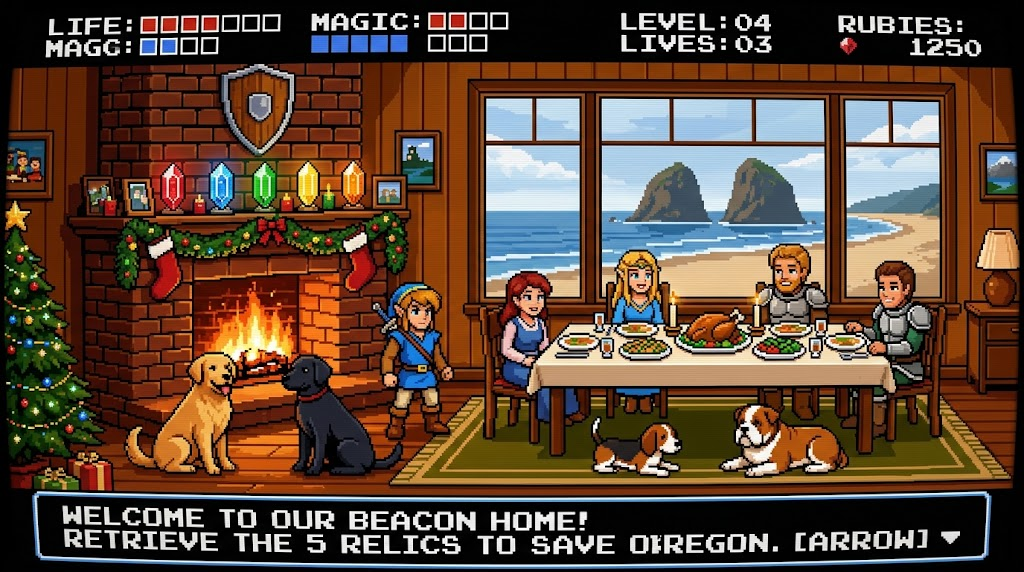 LIFE:
MAGC:
MAGIC:
LEVEL:04
LIVES:03
RUBIES:
1250
WELCOME TO OUR BEACON HOME!
RETRIEVE THE 5 RELICS TO SAVE OREGON. [ARROW]